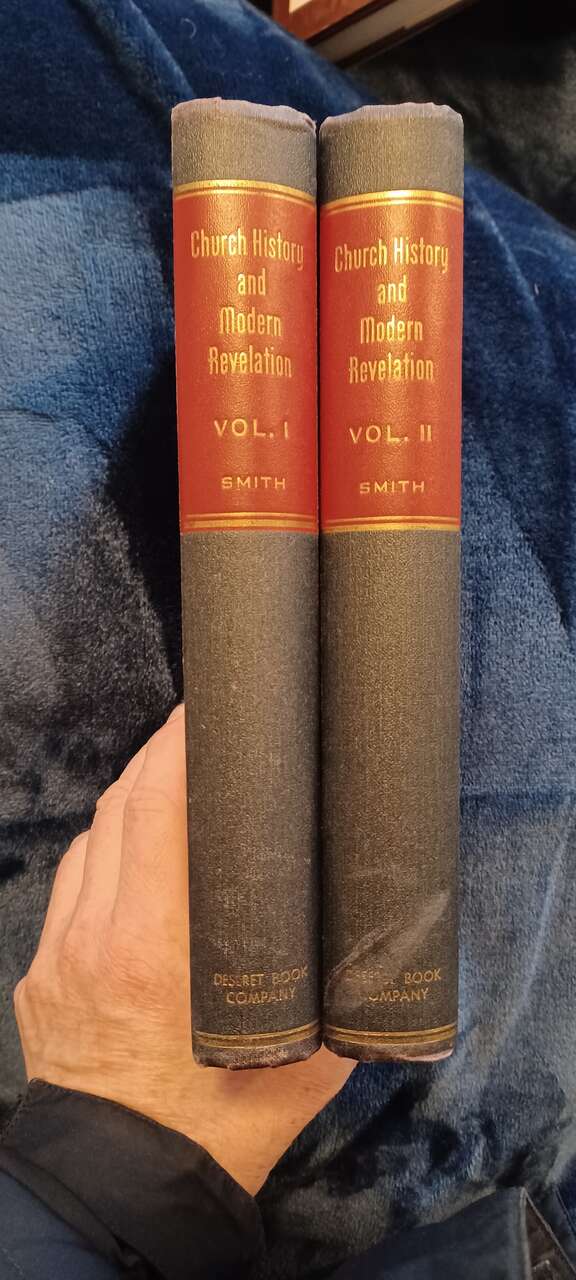 Church History
and
Modern
Revelation
VOL. I
SMITH
DESERET BOOK
COMPANY
Church History
and
Modern
Revelation
VOL. II
SMITH
DESERET BOOK
COMPANY